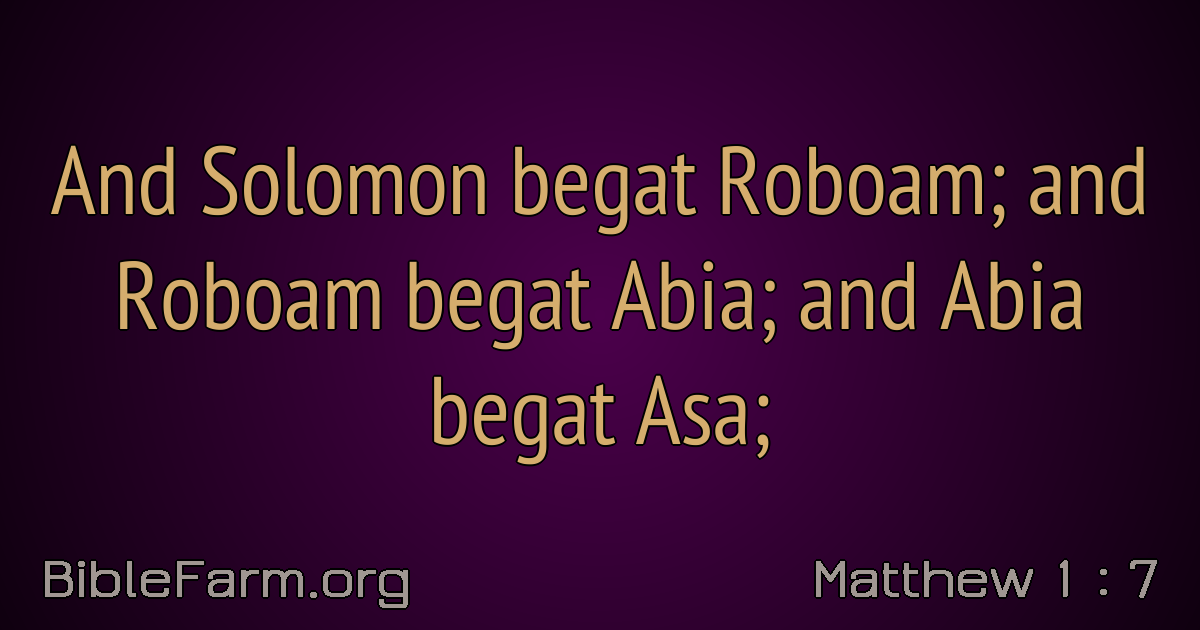 And Solomon begat Roboam; and
Roboam begat Abia; and Abia
begat Asa;
BibleFarm.org
Matthew 1 : 7